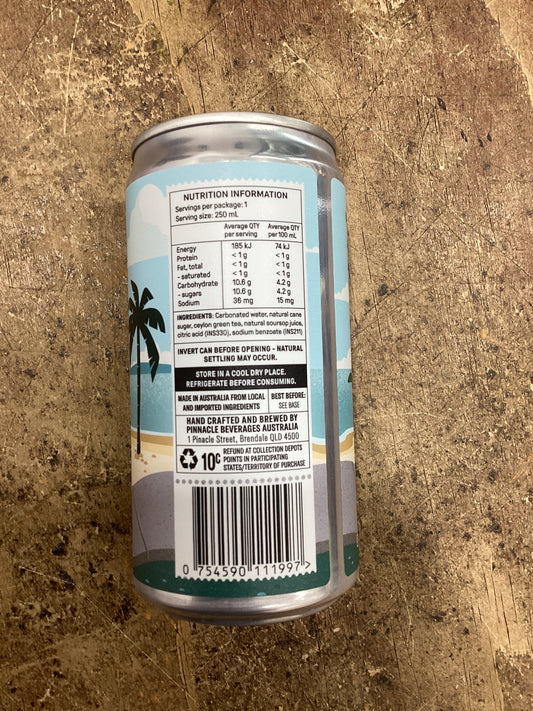 NUTRITION INFORMATION
Servings per package: 1
Serving size: 250 mL
Average QTY per serving Average QTY per 100 mL
Energy 185 kJ 74 kJ
Protein < 1 g < 1 g
Fat, total < 1 g < 1 g
- saturated < 1 g < 1 g
Carbohydrate 10.6 g 4.2 g
- sugars 10.6 g 4.2 g
Sodium 36 mg 15 mg
INGREDIENTS: Carbonated water, natural cane
sugar, ceylon green tea, natural soursop juice,
citric acid (INS330), sodium benzoate (INS211)
INVERT CAN BEFORE OPENING - NATURAL
SETTLING MAY OCCUR.
STORE IN A COOL DRY PLACE.
REFRIGERATE BEFORE CONSUMING.
MADE IN AUSTRALIA FROM LOCAL
AND IMPORTED INGREDIENTS
BEST BEFORE:
SEE BASE
HAND CRAFTED AND BREWED BY
PINNACLE BEVERAGES AUSTRALIA
1 Pinacle Street, Brendale QLD 4500
10c REFUND AT COLLECTION DEPOTS
POINTS IN PARTICIPATING
STATES/TERRITORY OF PURCHASE
0 754590 111997 >